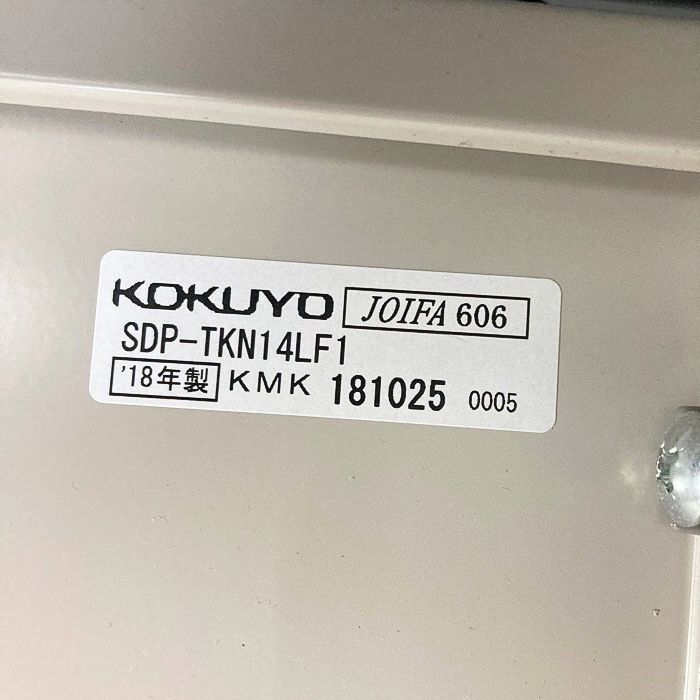 KOKUYO JOIFA 606
SDP-TKN14LF1
'18年製 KMK 181025 0005